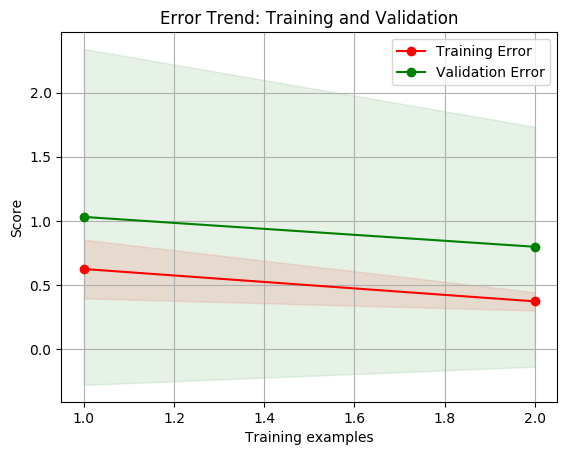 Error Trend: Training and Validation
Training Error
Validation Error
Score
2.0
1.5
1.0
0.5
0.0
1.0 1.2 1.4 1.6 1.8 2.0
Training examples